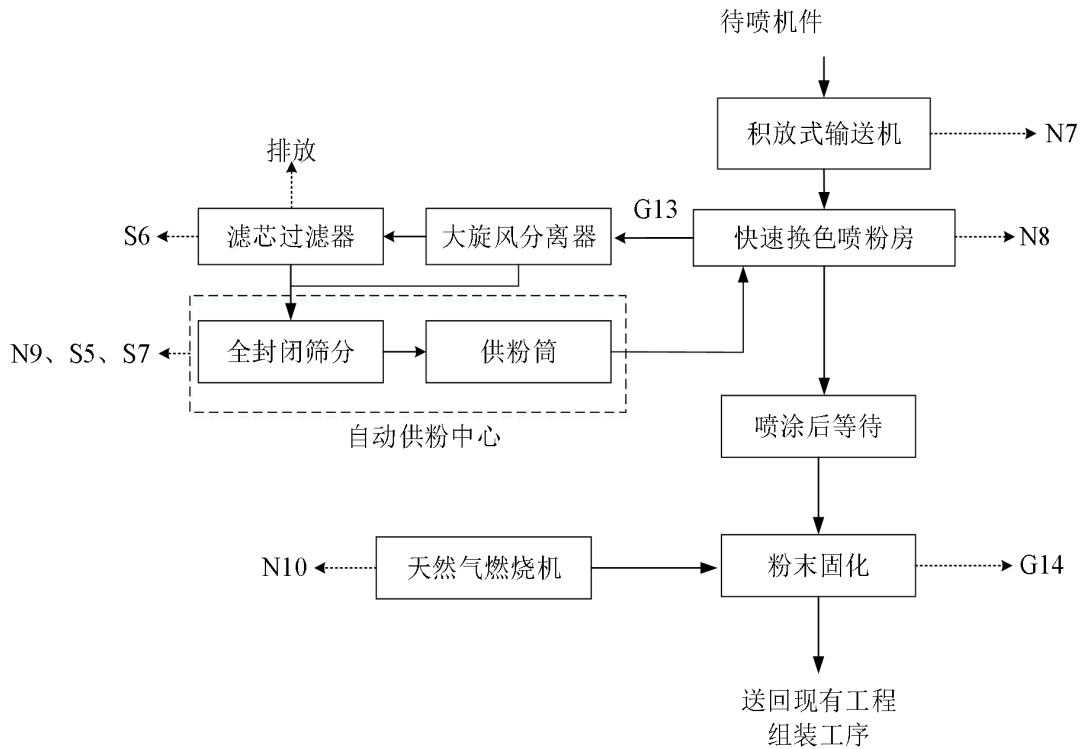 待喷机件
积放式输送机
N7
排放
G13
S6
滤芯过滤器
大旋风分离器
快速换色喷粉房
N8
N9、S5、S7
全封闭筛分
供粉筒
自动供粉中心
喷涂后等待
N10
天然气燃烧机
粉末固化
G14
送回现有工程
组装工序